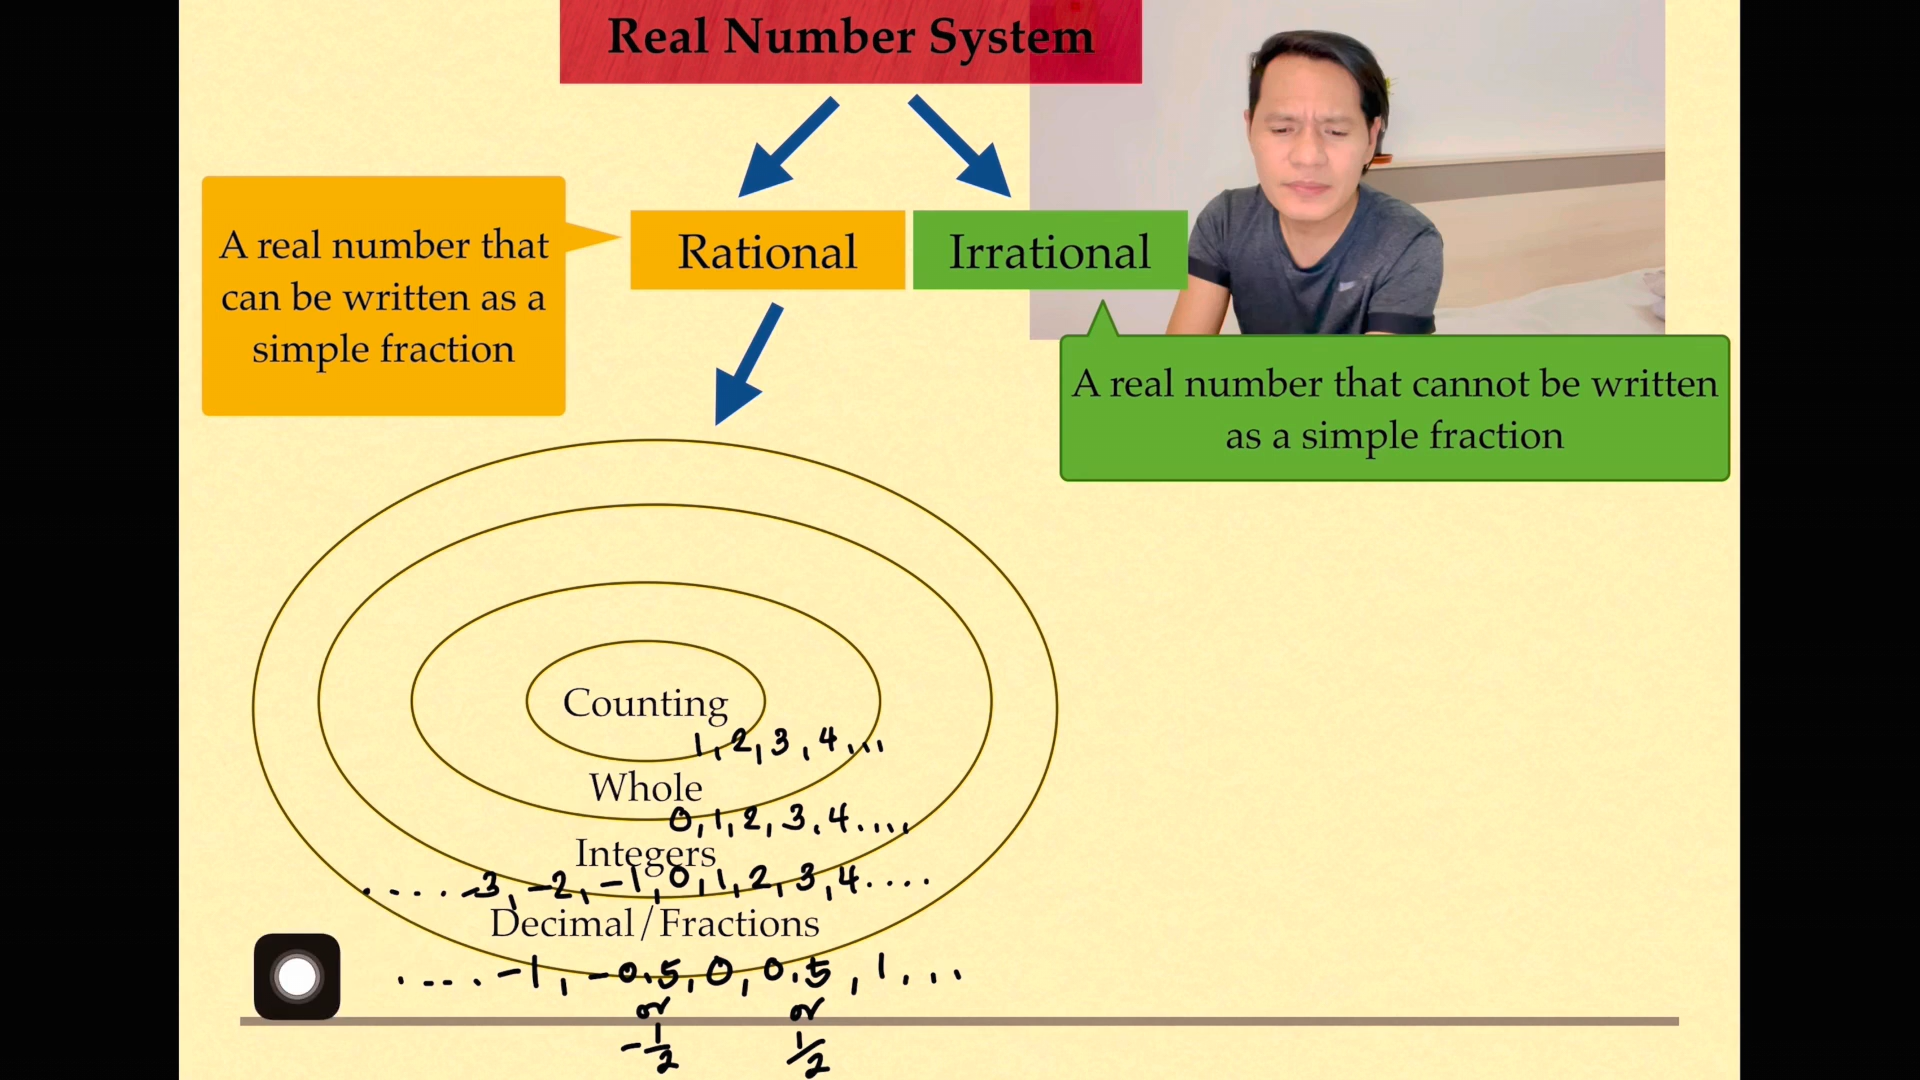 Real Number System
A real number that
can be written as a
simple fraction
Rational
Irrational
A real number that cannot be written
as a simple fraction
Counting
1, 2, 3, 4...
Whole
0, 1, 2, 3, 4....
Integers
.....-3, -2, -1, 0, 1, 2, 3, 4....
Decimal/Fractions
.....-1, -0.5, 0, 0.5, 1...
or or
-1/2 1/2